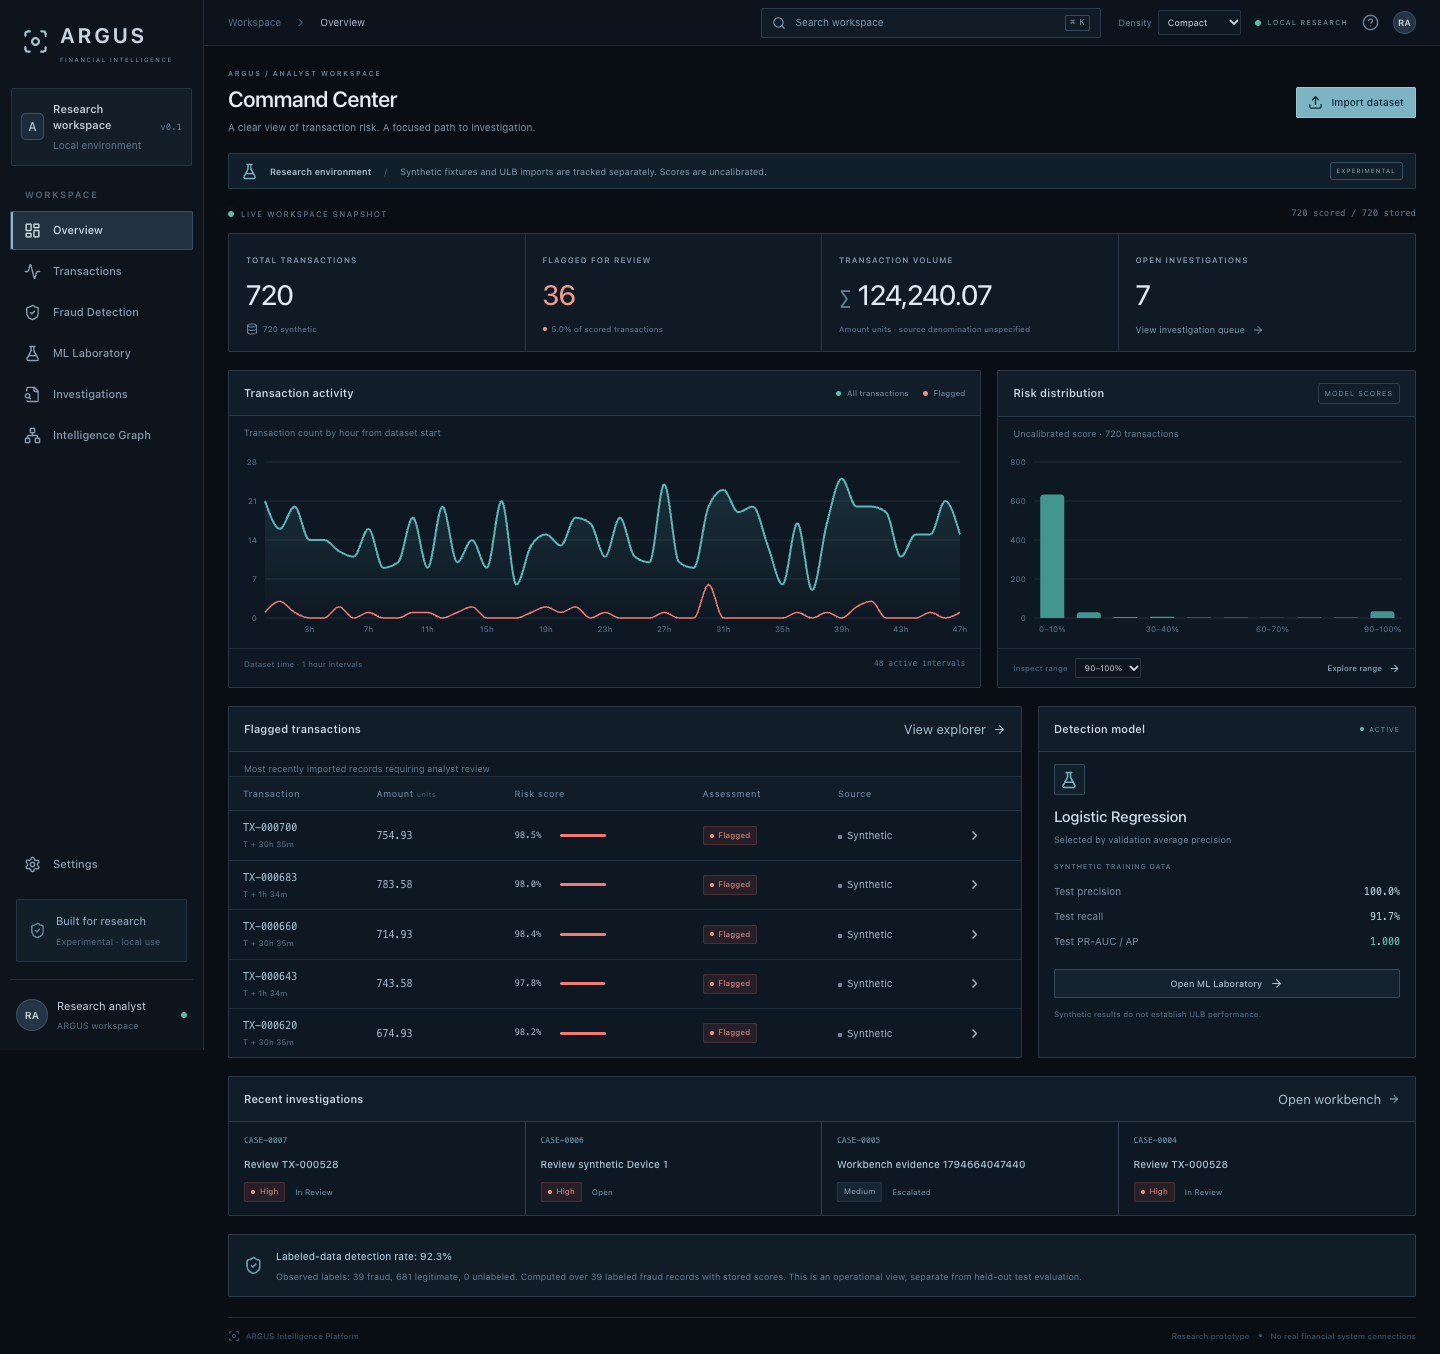 ARGUS
FINANCIAL INTELLIGENCE
A
Research workspace
v0.1
Local environment
WORKSPACE
Overview
Transactions
Fraud Detection
ML Laboratory
Investigations
Intelligence Graph
Settings
Built for research
Experimental · local use
RA
Research analyst
ARGUS workspace
Workspace > Overview
Search workspace
⌘ K
Density
Compact
LOCAL RESEARCH
RA
ARGUS / ANALYST WORKSPACE
Command Center
A clear view of transaction risk. A focused path to investigation.
Import dataset
Research environment / Synthetic fixtures and ULB imports are tracked separately. Scores are uncalibrated.
EXPERIMENTAL
LIVE WORKSPACE SNAPSHOT
720 scored / 720 stored
TOTAL TRANSACTIONS
720
720 synthetic
FLAGGED FOR REVIEW
36
5.0% of scored transactions
TRANSACTION VOLUME
∑ 124,240.07
Amount units · source denomination unspecified
OPEN INVESTIGATIONS
7
View investigation queue
Transaction activity
All transactions
Flagged
Transaction count by hour from dataset start
28
21
14
7
0
3h 7h 11h 15h 19h 23h 27h 31h 35h 39h 43h 47h
Dataset time · 1 hour intervals
48 active intervals
Risk distribution
MODEL SCORES
Uncalibrated score · 720 transactions
800
600
400
200
0
0–10% 30–40% 60–70% 90–100%
Inspect range
90–100%
Explore range
Flagged transactions
View explorer
Most recently imported records requiring analyst review
Transaction Amount units Risk score Assessment Source
TX-000700 754.93 98.5% Flagged Synthetic
T + 30h 35m
TX-000683 783.58 98.0% Flagged Synthetic
T + 1h 34m
TX-000660 714.93 98.4% Flagged Synthetic
T + 30h 35m
TX-000643 743.58 97.8% Flagged Synthetic
T + 1h 34m
TX-000620 674.93 98.2% Flagged Synthetic
T + 30h 35m
Detection model
ACTIVE
Logistic Regression
Selected by validation average precision
SYNTHETIC TRAINING DATA
Test precision 100.0%
Test recall 91.7%
Test PR-AUC / AP 1.000
Open ML Laboratory
Synthetic results do not establish ULB performance.
Recent investigations
Open workbench
CASE-0007
Review TX-000528
High In Review
CASE-0006
Review synthetic Device 1
High Open
CASE-0005
Workbench evidence 1794664047440
Medium Escalated
CASE-0004
Review TX-000528
High In Review
Labeled-data detection rate: 92.3%
Observed labels: 39 fraud, 681 legitimate, 0 unlabeled. Computed over 39 labeled fraud records with stored scores. This is an operational view, separate from held-out test evaluation.
ARGUS Intelligence Platform
Research prototype • No real financial system connections